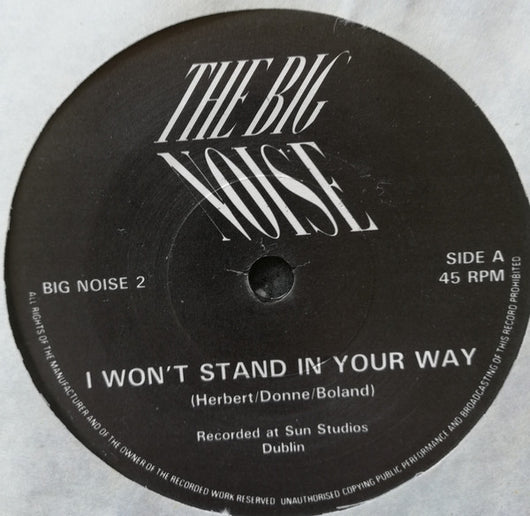 THE BIG
NOISE
BIG NOISE 2
SIDE A
45 RPM
I WON'T STAND IN YOUR WAY
(Herbert/Donne/Boland)
Recorded at Sun Studios
Dublin
ALL RIGHTS OF THE MANUFACTURER AND OF THE OWNER OF THE RECORDED WORK RESERVED UNAUTHORISED COPYING PUBLIC PERFORMANCE AND BROADCASTING OF THIS RECORD PROHIBITED